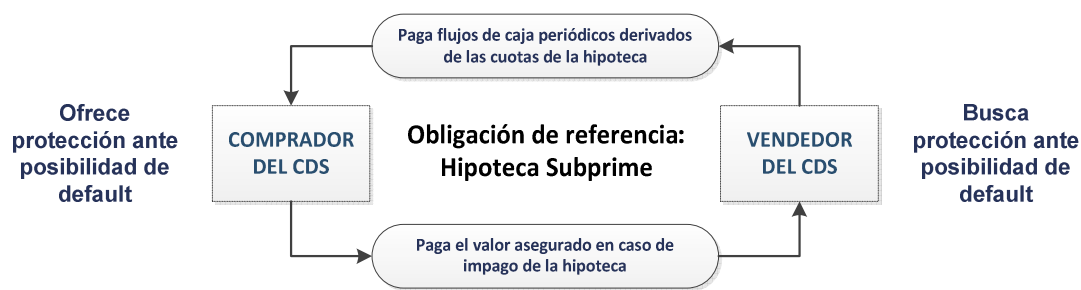 Paga flujos de caja periódicos derivados
de las cuotas de la hipoteca
Ofrece
protección ante
posibilidad de
default
COMPRADOR
DEL CDS
Obligación de referencia:
Hipoteca Subprime
VENDEDOR
DEL CDS
Busca
protección ante
posibilidad de
default
Paga el valor asegurado en caso de
impago de la hipoteca